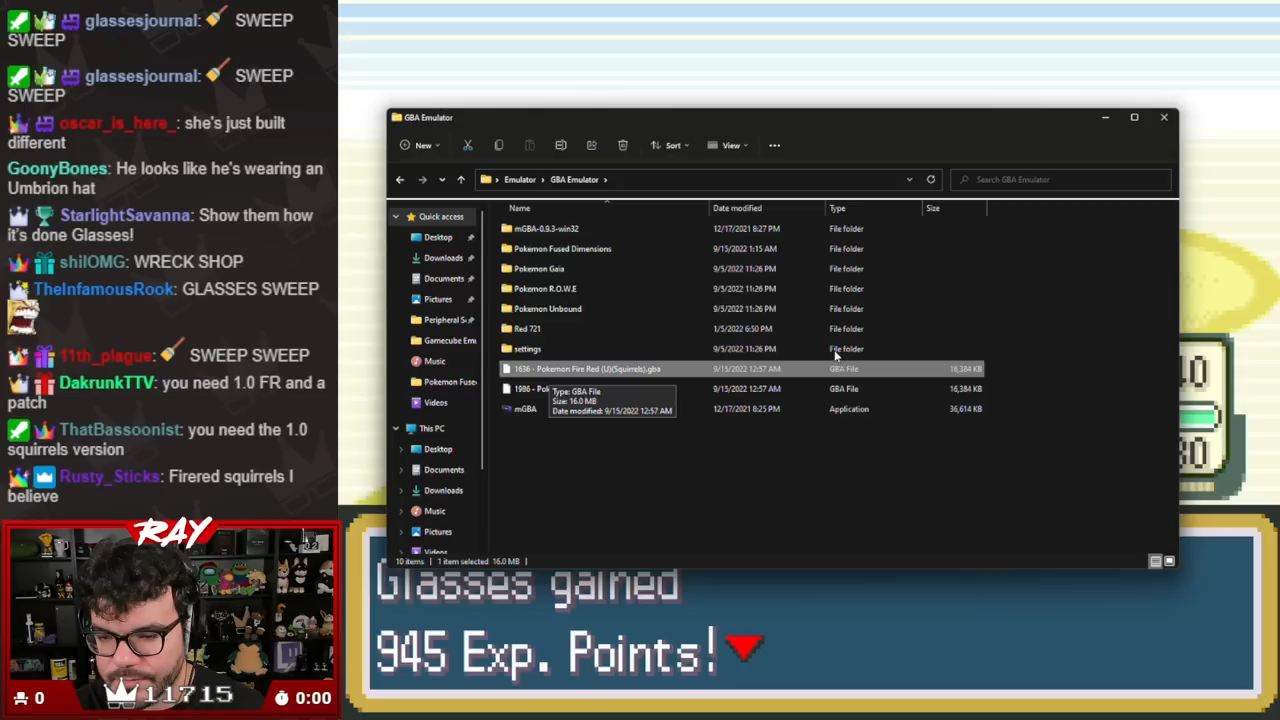 glassesjournal: SWEEP
SWEEP
glassesjournal: SWEEP
SWEEP
oscar_is_here_: she's just built
different
GoonyBones: He looks like he's wearing an
Umbrion hat
StarlightSavanna: Show them how
it's done Glasses!
shilOMG: WRECK SHOP
TheInfamousRook: GLASSES SWEEP
11th_plague: SWEEP SWEEP
DakrunkTTV: you need 1.0 FR and a
patch
ThatBassoonist: you need the 1.0
squirrels version
Rusty_Sticks: Firered squirrels I
believe
RAY
0 11715 0:00
GBA Emulator
New Sort View
Emulator > GBA Emulator >
Search GBA Emulator
Quick access
Desktop
Downloads
Documents
Pictures
Peripheral S
Gamecube Emu
Music
Pokemon Fuse
Videos
This PC
Desktop
Documents
Downloads
Music
Pictures
Videos
Name Date modified Type Size
mGBA-0.9.3-win32 12/17/2021 8:27 PM File folder
Pokemon Fused Dimensions 9/15/2022 1:15 AM File folder
Pokemon Gaia 9/5/2022 11:26 PM File folder
Pokemon R.O.W.E 9/5/2022 11:26 PM File folder
Pokemon Unbound 9/5/2022 11:26 PM File folder
Red 721 1/5/2022 6:50 PM File folder
settings 9/5/2022 11:26 PM File folder
1636 - Pokemon Fire Red (U)(Squirrels).gba 9/15/2022 12:57 AM GBA File 16,384 KB
1986 - Pok 9/15/2022 12:57 AM GBA File 16,384 KB
mGBA 12/17/2021 8:25 PM Application 36,614 KB
Type: GBA File
Size: 16.0 MB
Date modified: 9/15/2022 12:57 AM
10 items 1 item selected 16.0 MB
Glasses gained
945 Exp. Points!